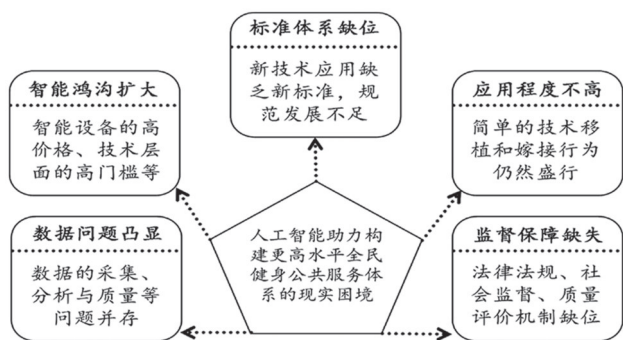 标准体系缺位
新技术应用缺
乏新标准，规
范发展不足
智能鸿沟扩大
智能设备的高
价格、技术层
面的高门槛等
应用程度不高
简单的技术移
植和嫁接行为
仍然盛行
数据问题凸显
数据的采集、
分析与质量等
问题并存
人工智能助力构
建更高水平全民
健身公共服务体
系的现实困境
监督保障缺失
法律法规、社
会监督、质量
评价机制缺位